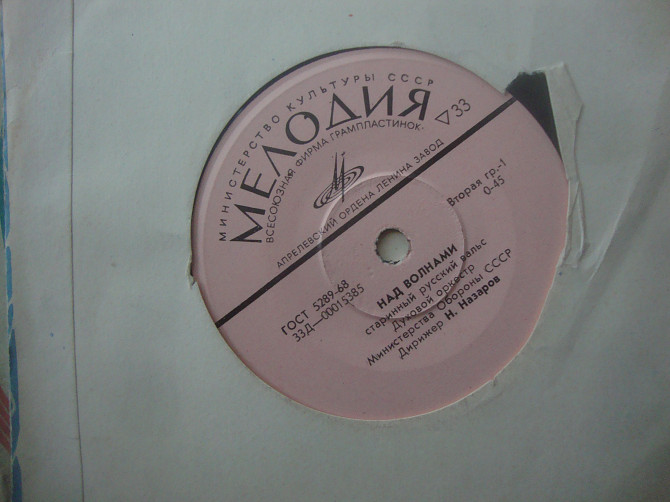 МИНИСТЕРСТВО КУЛЬТУРЫ СССР
МЕЛОДИЯ
ВСЕСОЮЗНАЯ ФИРМА ГРАМПЛАСТИНОК
33
АПРЕЛЕВСКИЙ ОРДЕНА ЛЕНИНА ЗАВОД
Вторая гр.-1
0-45
ГОСТ 5289-68
33Д—00015385
НАД ВОЛНАМИ
старинный русский вальс
Духовой оркестр
Министерства Обороны СССР
Дирижер Н. Назаров